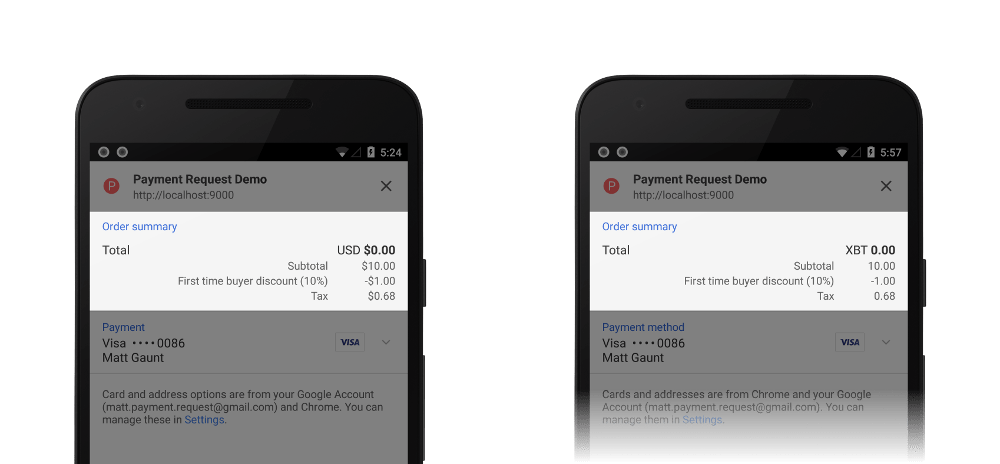 5:24
P
Payment Request Demo
http://localhost:9000
Order summary
Total USD $0.00
Subtotal $10.00
First time buyer discount (10%) -$1.00
Tax $0.68
Payment
Visa ••••0086 VISA
Matt Gaunt
Card and address options are from your Google Account
(matt.payment.request@gmail.com) and Chrome. You can
manage these in Settings.
5:57
P
Payment Request Demo
http://localhost:9000
Order summary
Total XBT 0.00
Subtotal 10.00
First time buyer discount (10%) -1.00
Tax 0.68
Payment method
Visa ••••0086 VISA
Matt Gaunt
Cards and addresses are from Chrome and your Google
Account (matt.payment.request@gmail.com). You can
manage them in Settings.